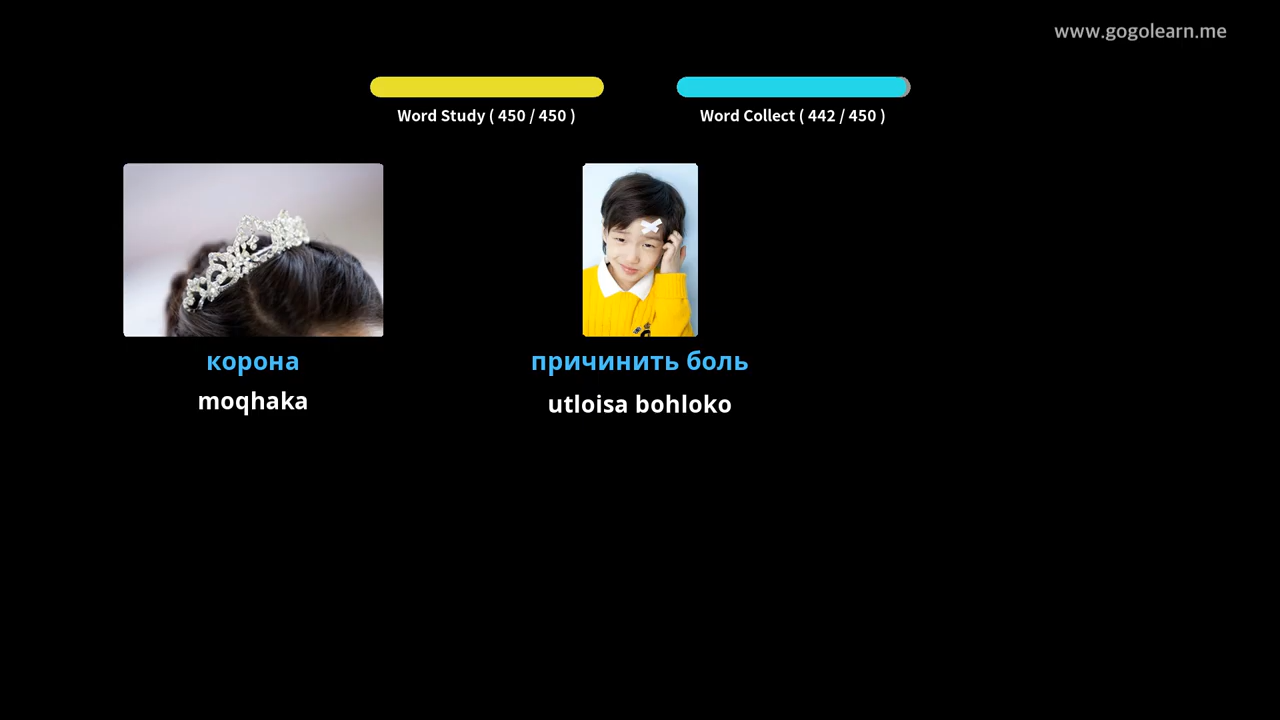 www.gogolearn.me
Word Study ( 450 / 450 )
Word Collect ( 442 / 450 )
корона
moqhaka
причинить боль
utloisa bohloko